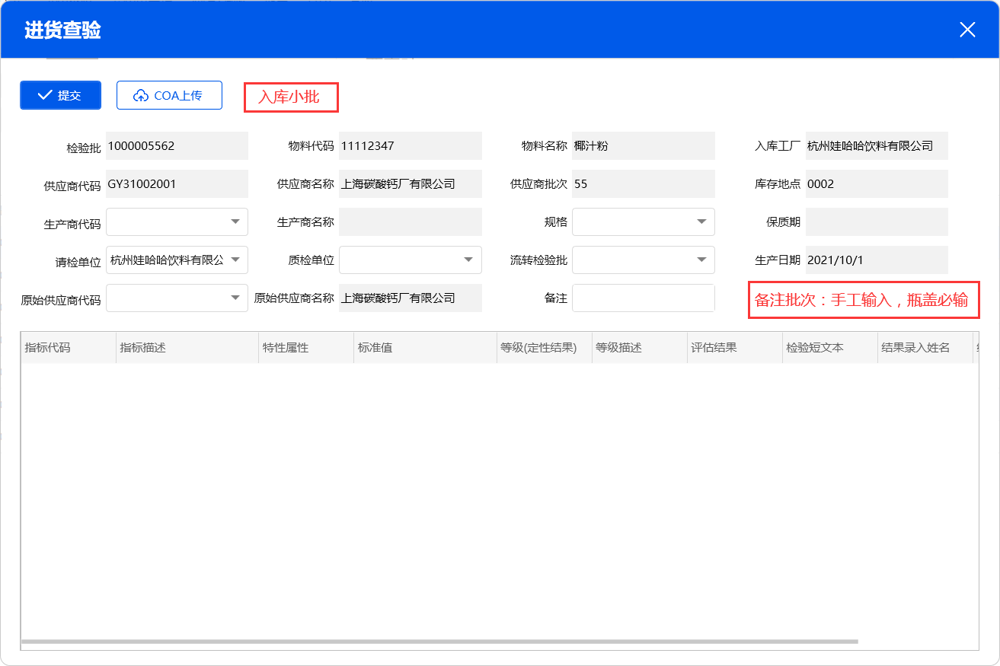 进货查验
提交 COA上传 入库小批
检验批 1000005562 物料代码 11112347 物料名称 椰汁粉 入库工厂 杭州娃哈哈饮料有限公司
供应商代码 GY31002001 供应商名称 上海碳酸钙厂有限公司 供应商批次 55 库存地点 0002
生产商代码 生产商名称 规格 保质期
请检单位 杭州娃哈哈饮料有限公 质检单位 流转检验批 生产日期 2021/10/1
原始供应商代码 原始供应商名称 上海碳酸钙厂有限公司 备注 备注批次：手工输入，瓶盖必输
指标代码 指标描述 特性属性 标准值 等级(定性结果) 等级描述 评估结果 检验短文本 结果录入姓名